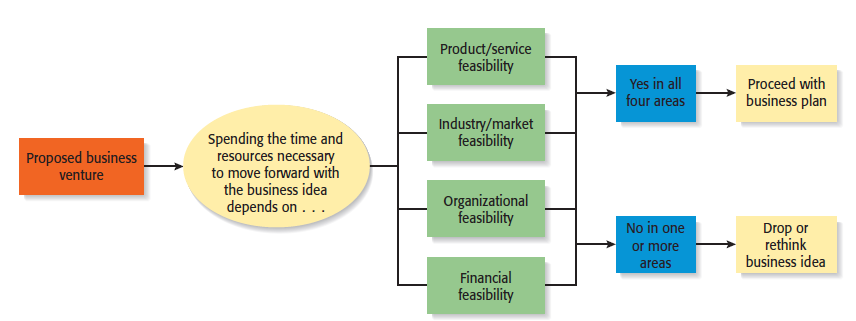 Proposed business
venture
Spending the time and
resources necessary
to move forward with
the business idea
depends on . . .
Product/service
feasibility
Industry/market
feasibility
Organizational
feasibility
Financial
feasibility
Yes in all
four areas
Proceed with
business plan
No in one
or more
areas
Drop or
rethink
business idea